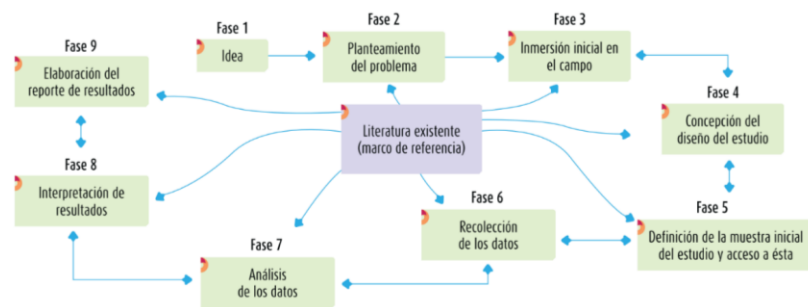 Fase 1
Idea
Fase 2
Planteamiento
del problema
Fase 3
Inmersión inicial en
el campo
Fase 4
Concepción del
diseño del estudio
Fase 5
Definición de la muestra inicial
del estudio y acceso a ésta
Fase 6
Recolección
de los datos
Fase 7
Análisis
de los datos
Fase 8
Interpretación de
resultados
Fase 9
Elaboración del
reporte de resultados
Literatura existente
(marco de referencia)